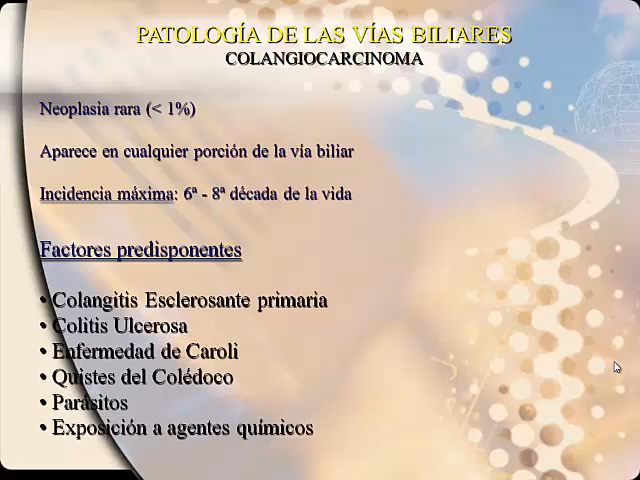 PATOLOGÍA DE LAS VÍAS BILIARES
COLANGIOCARCINOMA
Neoplasia rara (< 1%)
Aparece en cualquier porción de la vía biliar
Incidencia máxima: 6ª - 8ª década de la vida
Factores predisponentes
• Colangitis Esclerosante primaria
• Colitis Ulcerosa
• Enfermedad de Caroli
• Quistes del Colédoco
• Parásitos
• Exposición a agentes químicos